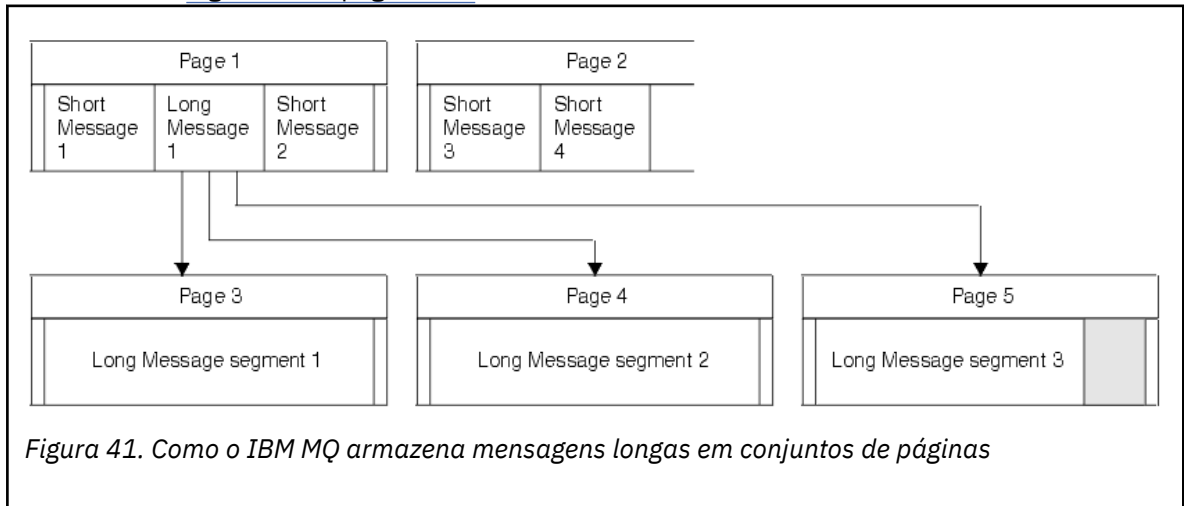 Page 1
Page 2
Short Message 1
Long Message 1
Short Message 2
Short Message 3
Short Message 4
Page 3
Page 4
Page 5
Long Message segment 1
Long Message segment 2
Long Message segment 3
Figura 41. Como o IBM MQ armazena mensagens longas em conjuntos de páginas